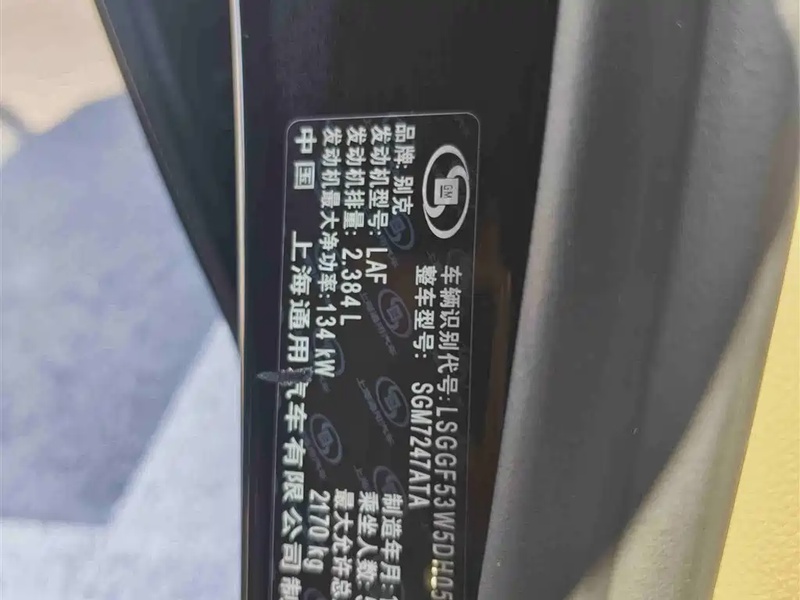 GM
车辆识别代号:LSGGF53W5DH05
整车型号: SGM7247ATA
品牌: 别克
发动机型号: LAF
制造年月:
发动机排量: 2.384L
乘坐人数:
发动机最大净功率:134 kW
最大允许总
2170 kg
中国
上海通用汽车有限公司 制